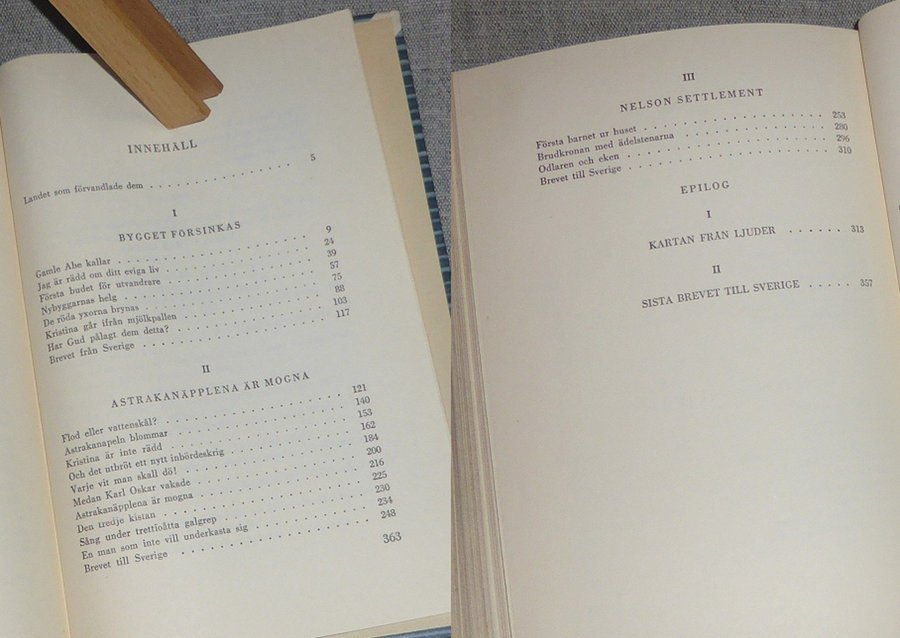 INNEHÅLL
Landet som förvandlade dem . . . . . . . . . . . . . 5
I
BYGGET FÖRSINKAS
Gamle Abe kallar . . . . . . . . . . . . . . . . 9
Jag är rädd om ditt eviga liv . . . . . . . . . . . . 24
Första budet för utvandrare . . . . . . . . . . . . 39
Nybyggarnas helg . . . . . . . . . . . . . . . . 57
De röda yxorna brynas . . . . . . . . . . . . . . 75
Kristina går ifrån mjölkpallen . . . . . . . . . . . 88
Har Gud pålagt dem detta? . . . . . . . . . . . . 103
Brevet från Sverige . . . . . . . . . . . . . . . 117
II
ASTRAKANÄPPLENA ÄR MOGNA
Flod eller vattenskål? . . . . . . . . . . . . . . 121
Astrakanapeln blommar . . . . . . . . . . . . . . 140
Kristina är inte rädd . . . . . . . . . . . . . . 153
Och det utbröt ett nytt inbördeskrig . . . . . . . . 162
Varje vit man skall dö! . . . . . . . . . . . . . 184
Medan Karl Oskar vakade . . . . . . . . . . . . . 200
Astrakanäpplena är mogna . . . . . . . . . . . . . 216
Den tredje kistan . . . . . . . . . . . . . . . . 225
Sång under trettioåtta galgrep . . . . . . . . . . 230
En man som inte vill underkasta sig . . . . . . . . 234
Brevet till Sverige . . . . . . . . . . . . . . . 248
363
III
NELSON SETTLEMENT
Första barnet ur huset . . . . . . . . . . . . . . 253
Brudkronan med ädelstenarna . . . . . . . . . . . 280
Odlaren och eken . . . . . . . . . . . . . . . . 296
Brevet till Sverige . . . . . . . . . . . . . . . 310
EPILOG
I
KARTAN FRÅN LJUDER . . . . . . 313
II
SISTA BREVET TILL SVERIGE . . . . . 357